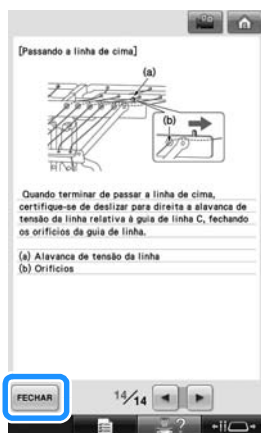 [Passando a linha de cima]
(a)
(b)
Quando terminar de passar a linha de cima,
certifique-se de deslizar para direita a alavanca de
tensão da linha relativa á guia de linha C, fechando
os orifícios da guia de linha.
(a) Alavanca de tensão da linha
(b) Orifícios
FECHAR
14/14
?